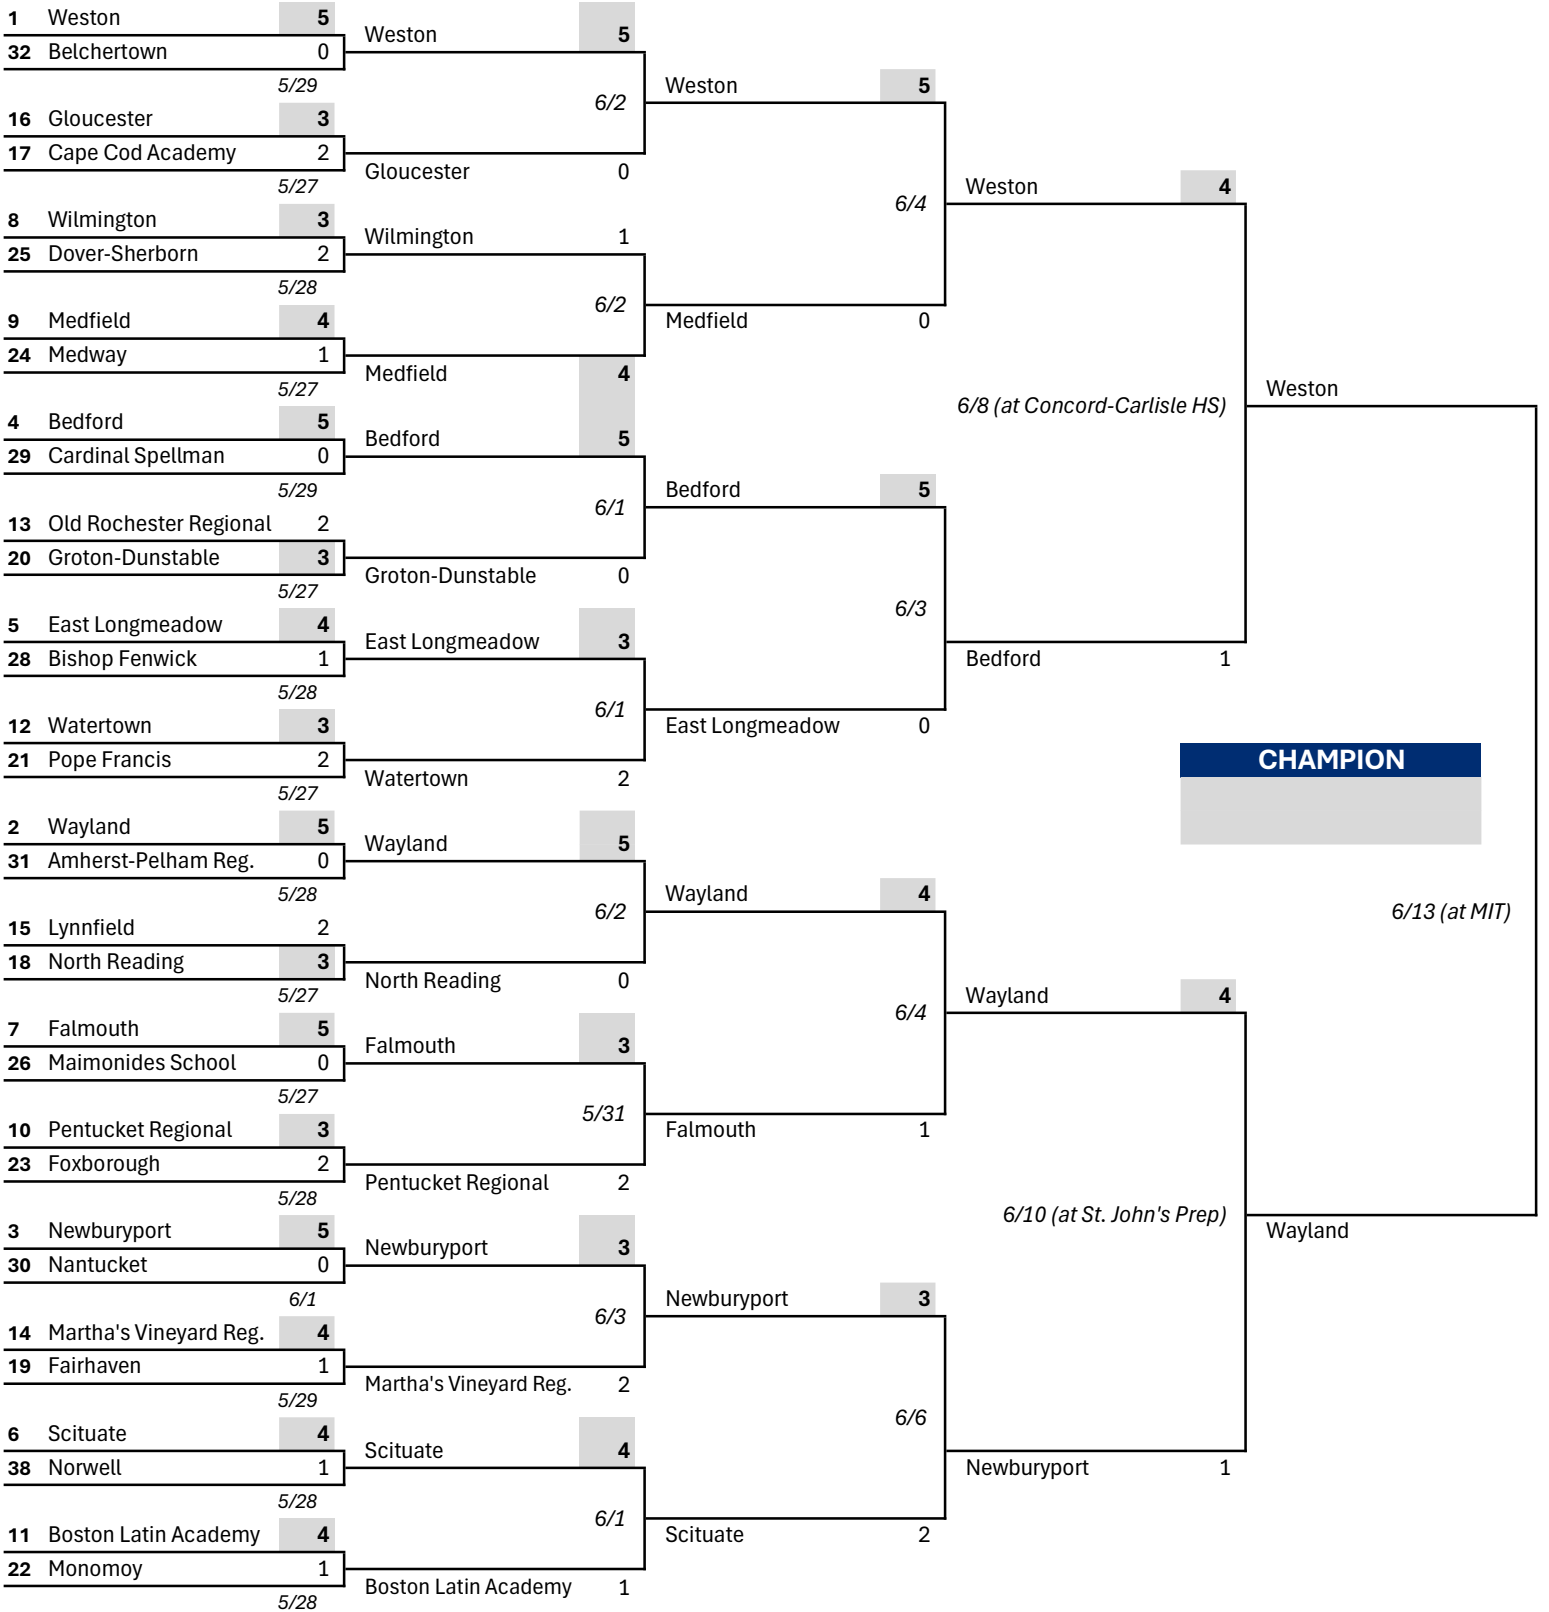 1 Weston 5
32 Belchertown 0
5/29
16 Gloucester 3
17 Cape Cod Academy 2
5/27
8 Wilmington 3
25 Dover-Sherborn 2
5/28
9 Medfield 4
24 Medway 1
5/27
4 Bedford 5
29 Cardinal Spellman 0
5/29
13 Old Rochester Regional 2
20 Groton-Dunstable 3
5/27
5 East Longmeadow 4
28 Bishop Fenwick 1
5/28
12 Watertown 3
21 Pope Francis 2
5/27
2 Wayland 5
31 Amherst-Pelham Reg. 0
5/28
15 Lynnfield 2
18 North Reading 3
5/27
7 Falmouth 5
26 Maimonides School 0
5/27
10 Pentucket Regional 3
23 Foxborough 2
5/28
3 Newburyport 5
30 Nantucket 0
6/1
14 Martha's Vineyard Reg. 4
19 Fairhaven 1
5/29
6 Scituate 4
38 Norwell 1
5/28
11 Boston Latin Academy 4
22 Monomoy 1
5/28
Weston 5
6/2
Gloucester 0
Wilmington 1
6/2
Medfield 4
Bedford 5
6/1
Groton-Dunstable 0
East Longmeadow 3
6/1
Watertown 2
Wayland 5
6/2
North Reading 0
Falmouth 3
5/31
Pentucket Regional 2
Newburyport 3
6/3
Martha's Vineyard Reg. 2
Scituate 4
6/1
Boston Latin Academy 1
Weston 5
6/4
Medfield 0
Bedford 5
6/3
East Longmeadow 0
Wayland 4
6/4
Falmouth 1
Newburyport 3
6/6
Scituate 2
Weston 4
6/8 (at Concord-Carlisle HS)
Bedford 1
Wayland 4
6/10 (at St. John's Prep)
Newburyport 1
Weston
CHAMPION
6/13 (at MIT)
Wayland